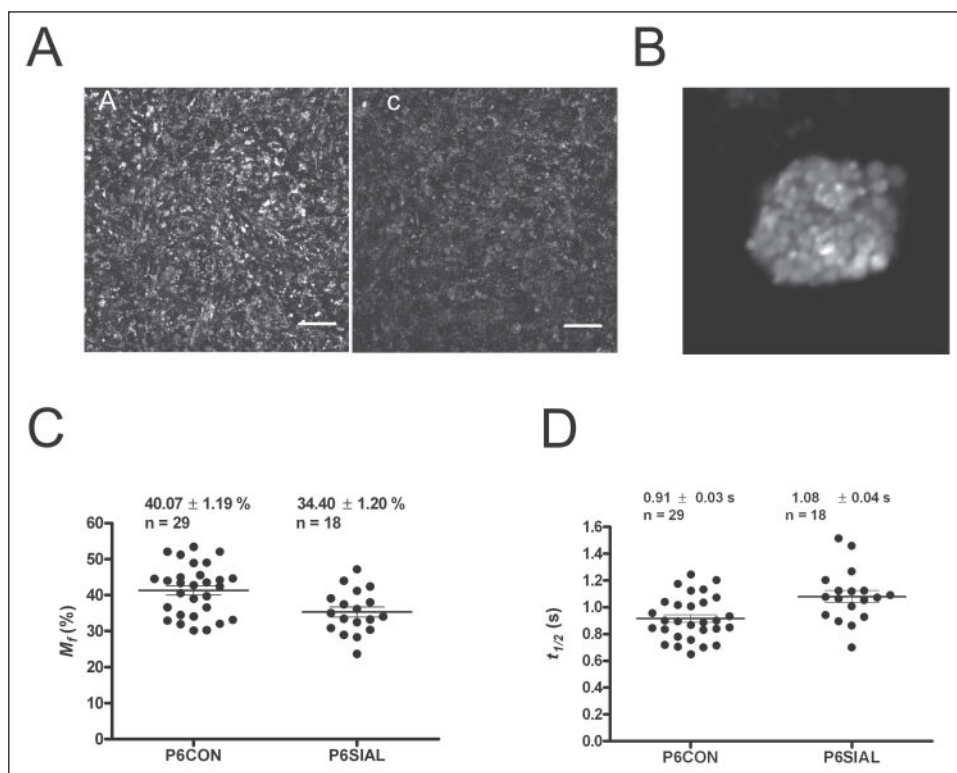 A
B
A
c
C
D
40.07 ± 1.19 %
34.40 ± 1.20 %
n = 29
n = 18
60
50
40
30
20
10
0
Mf (%)
P6CON
P6SIAL
0.91 ± 0.03 s
1.08 ± 0.04 s
n = 29
n = 18
1.6
1.4
1.2
1.0
0.8
0.6
0.4
0.2
0.0
t1/2 (s)
P6CON
P6SIAL